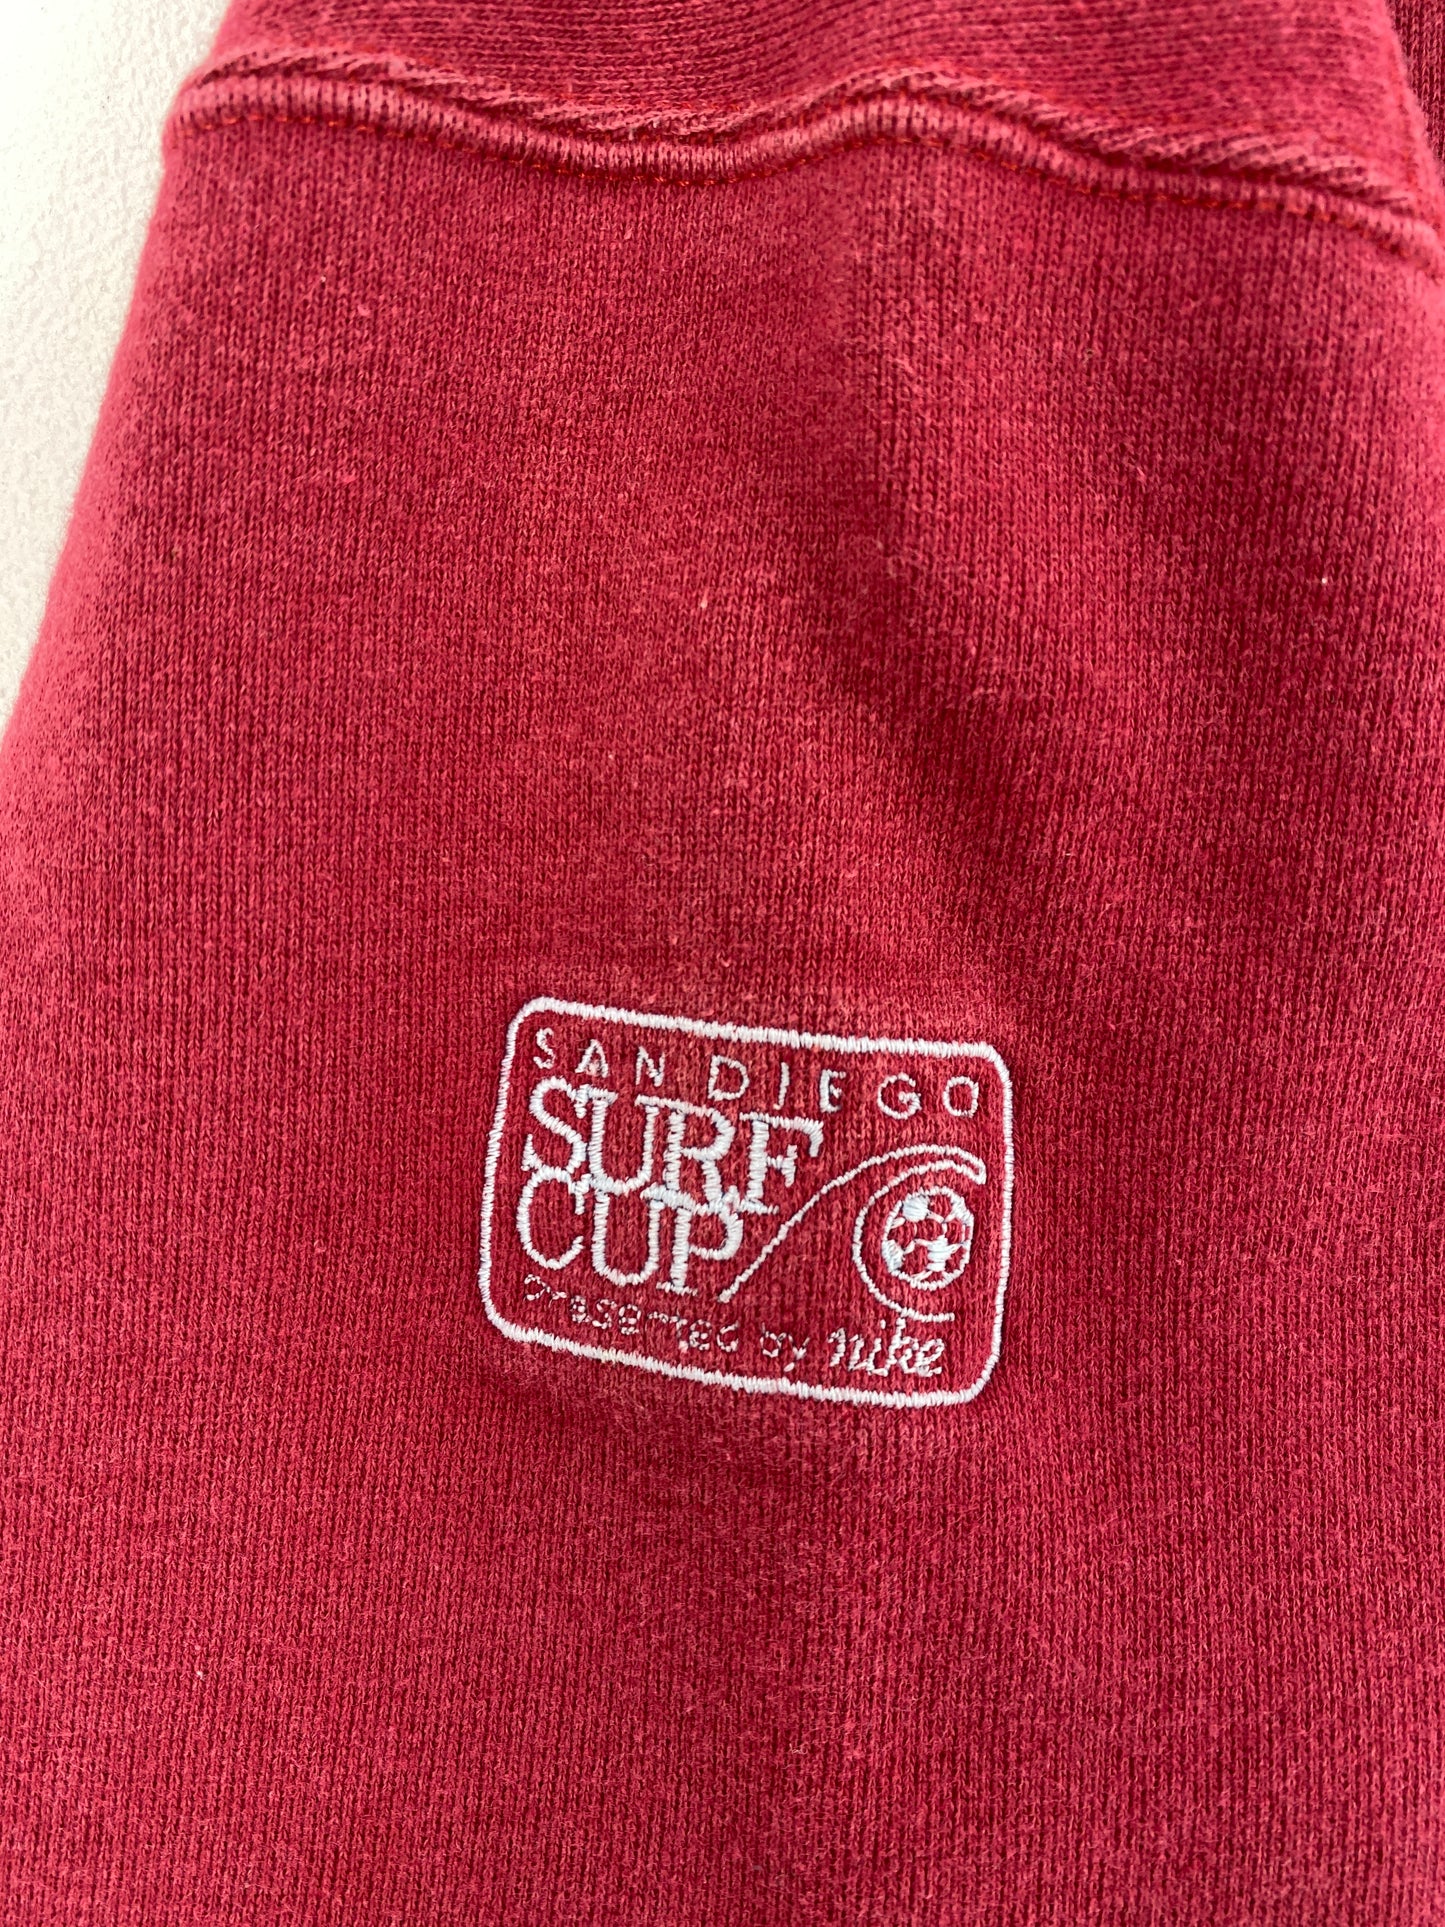 SAN DIEGO
SURF
CUP
presented by nike